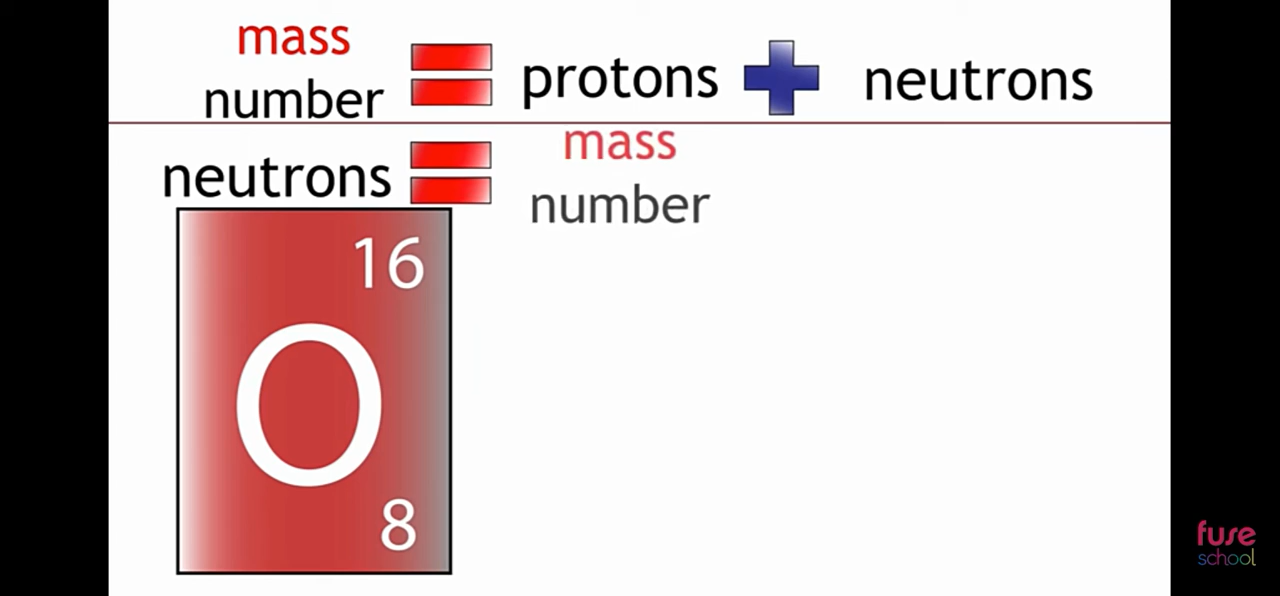 mass
number
protons
neutrons
neutrons
mass
number
16
O
8
fuse
school